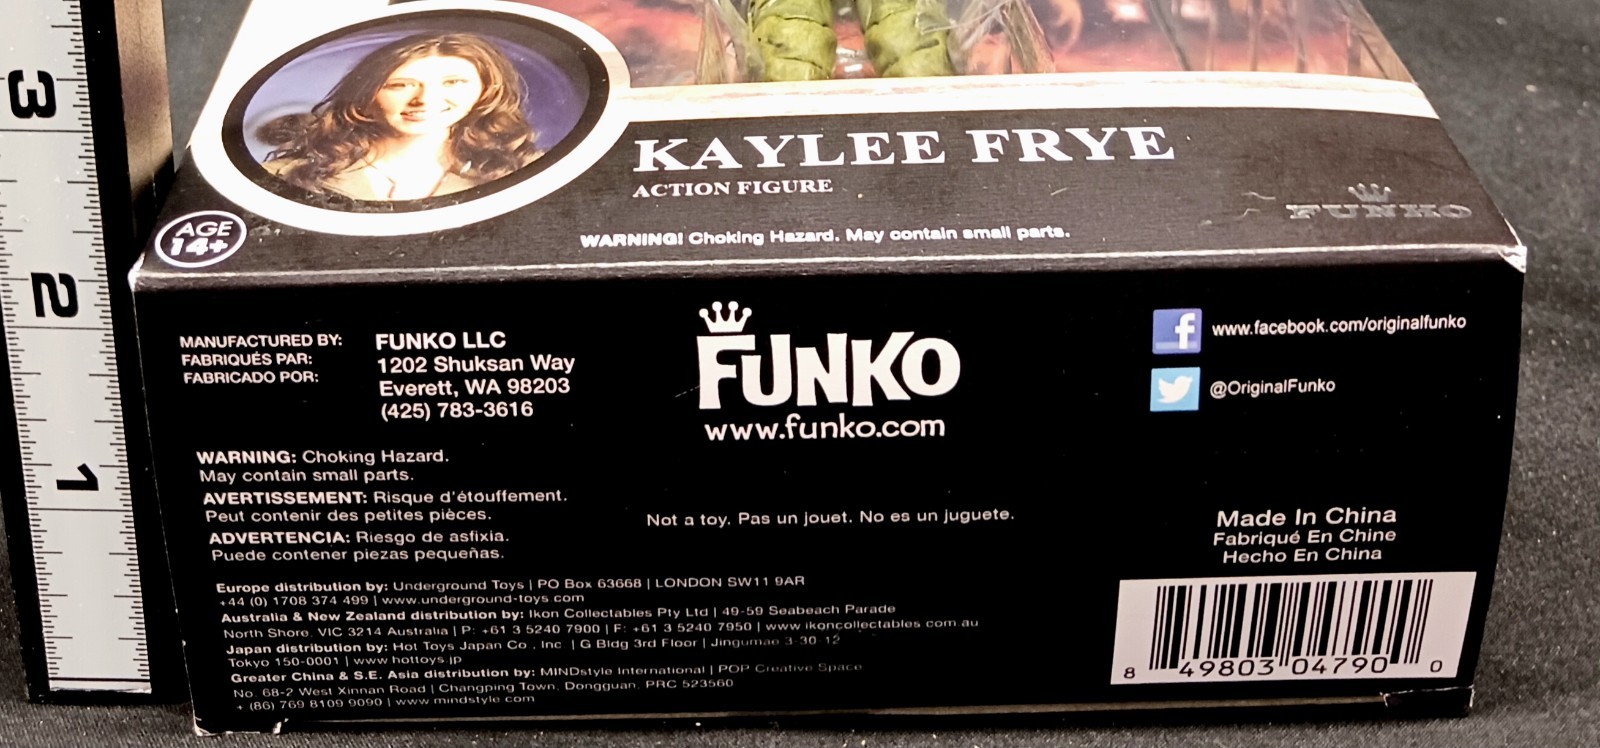 3
2
1
KAYLEE FRYE
ACTION FIGURE
AGE
14+
FUNKO
WARNING! Choking Hazard. May contain small parts.
MANUFACTURED BY:
FABRIQUÉS PAR:
FABRICADO POR:
FUNKO LLC
1202 Shuksan Way
Everett, WA 98203
(425) 783-3616
FUNKO
www.funko.com
www.facebook.com/originalfunko
@OriginalFunko
WARNING: Choking Hazard.
May contain small parts.
AVERTISSEMENT: Risque d'étouffement.
Peut contenir des petites pièces.
ADVERTENCIA: Riesgo de asfixia.
Puede contener piezas pequeñas.
Not a toy. Pas un jouet. No es un juguete.
Made In China
Fabriqué En Chine
Hecho En China
Europe distribution by: Underground Toys | PO Box 63668 | LONDON SW11 9AR
+44 (0) 1708 374 499 | www.underground-toys.com
Australia & New Zealand distribution by: Ikon Collectables Pty Ltd | 49-59 Seabeach Parade
North Shore, VIC 3214 Australia | P: +61 3 5240 7900 | F: +61 3 5240 7950 | www.ikoncollectables.com.au
Japan distribution by: Hot Toys Japan Co., Inc. | G Bldg 3rd Floor | Jingumae 3-30-12
Tokyo 150-0001 | www.hottoys.jp
Greater China & S.E. Asia distribution by: MINDstyle International | POP Creative Space
No. 68-2 West Xinnan Road | Changping Town, Dongguan, PRC 523560
+ (86) 769 8109 9090 | www.mindstyle.com
8 49803 04790 0